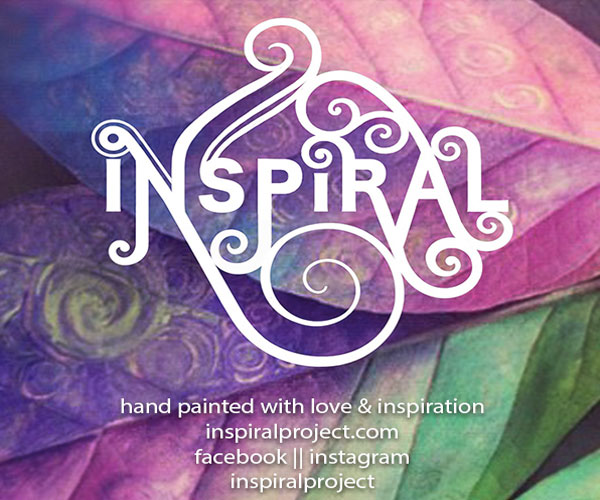 iNSPiRAL
hand painted with love & inspiration
inspiralproject.com
facebook || instagram
inspiralproject